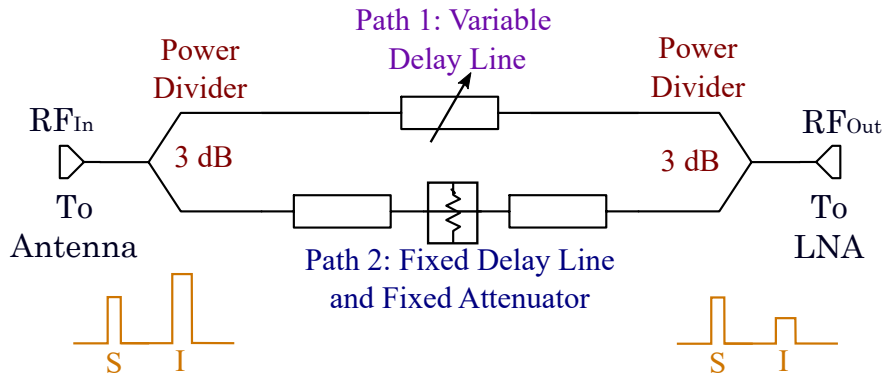 Path 1: Variable
Delay Line
Power
Divider
Power
Divider
RFIn
RFOut
3 dB
3 dB
To
Antenna
To
LNA
Path 2: Fixed Delay Line
and Fixed Attenuator
S
I
S
I